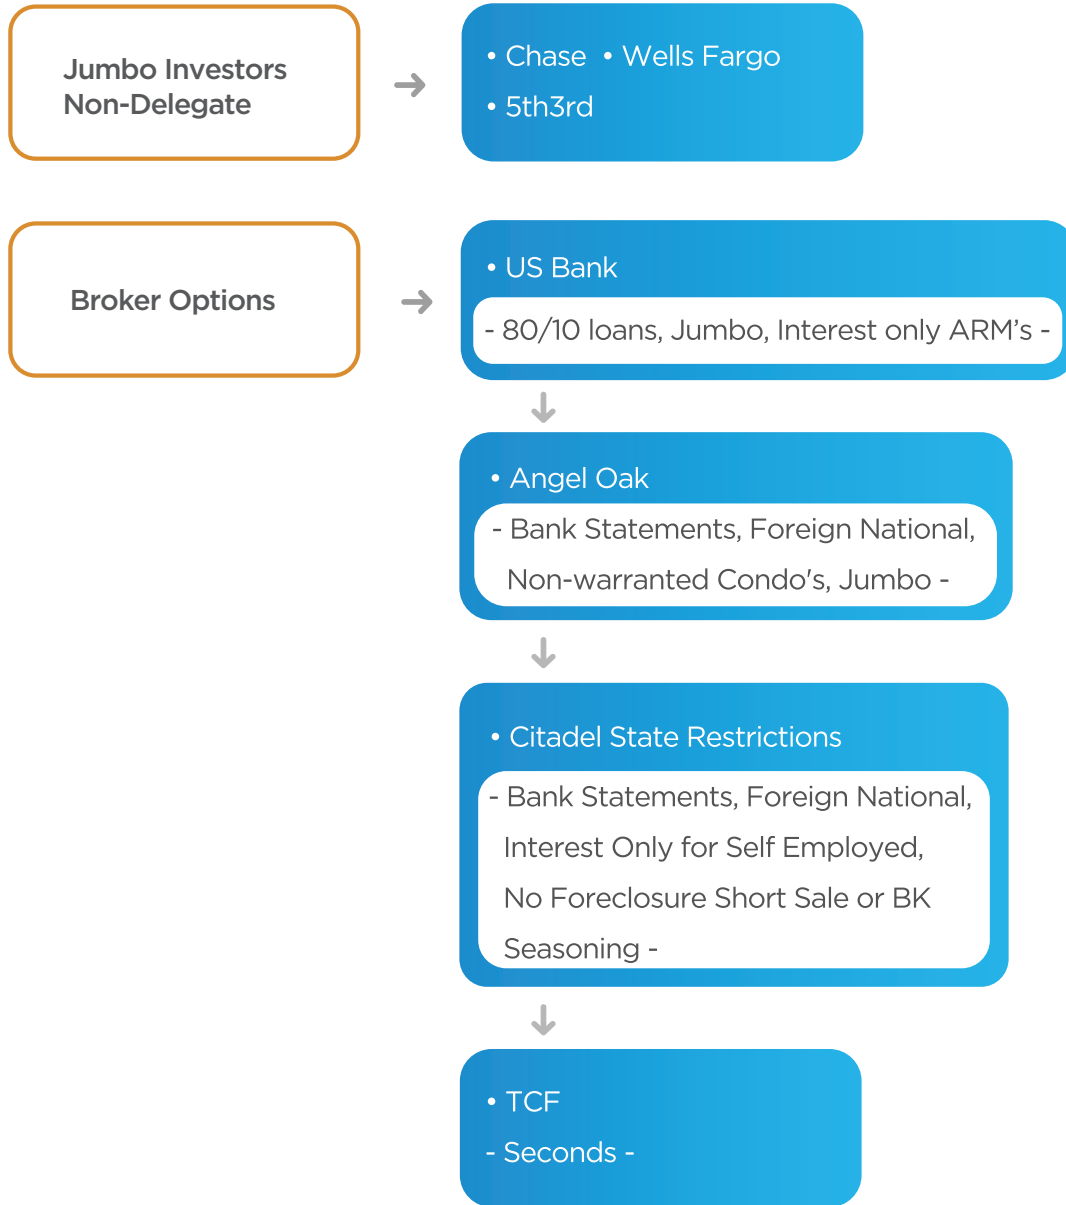 Jumbo Investors
Non-Delegate
• Chase • Wells Fargo
• 5th3rd
Broker Options
• US Bank
- 80/10 loans, Jumbo, Interest only ARM’s -
• Angel Oak
- Bank Statements, Foreign National,
Non-warranted Condo's, Jumbo -
• Citadel State Restrictions
- Bank Statements, Foreign National,
Interest Only for Self Employed,
No Foreclosure Short Sale or BK
Seasoning -
• TCF
- Seconds -